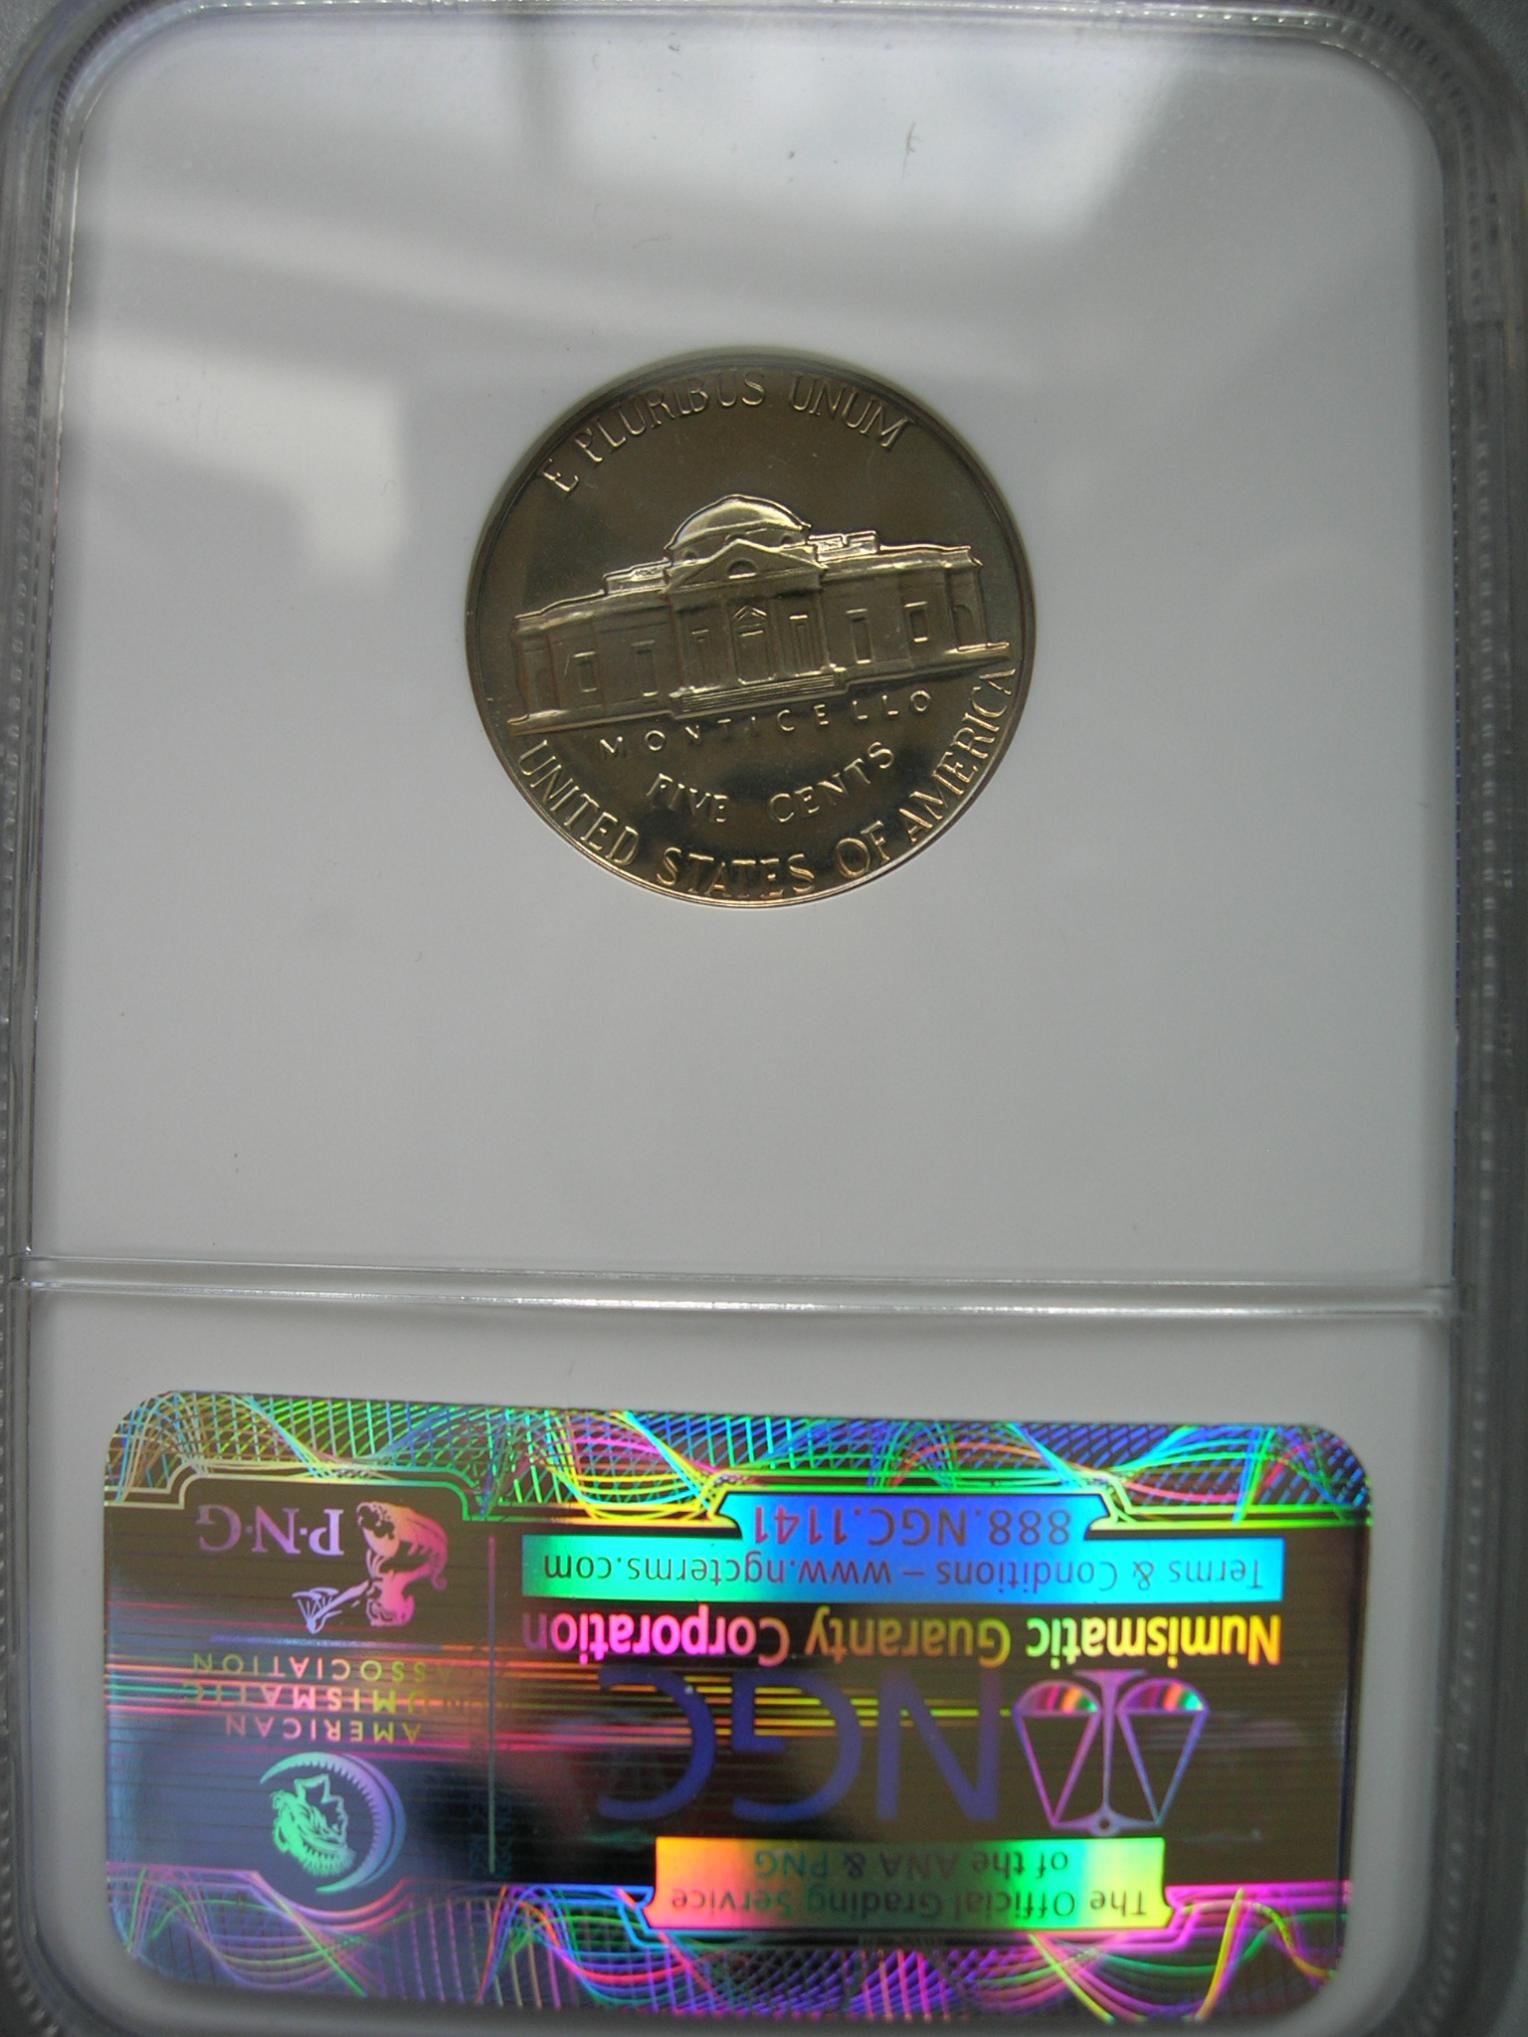 E PLURIBUS UNUM
MONTICELLO
FIVE CENTS
UNITED STATES OF AMERICA
The Official Grading Service
of the ANA & PNG
NGC
Numismatic Guaranty Corporation
Terms & Conditions – www.ngcterms.com
888.NGC.1141
AMERICAN
NUMISMATIC
ASSOCIATION
P·N·G